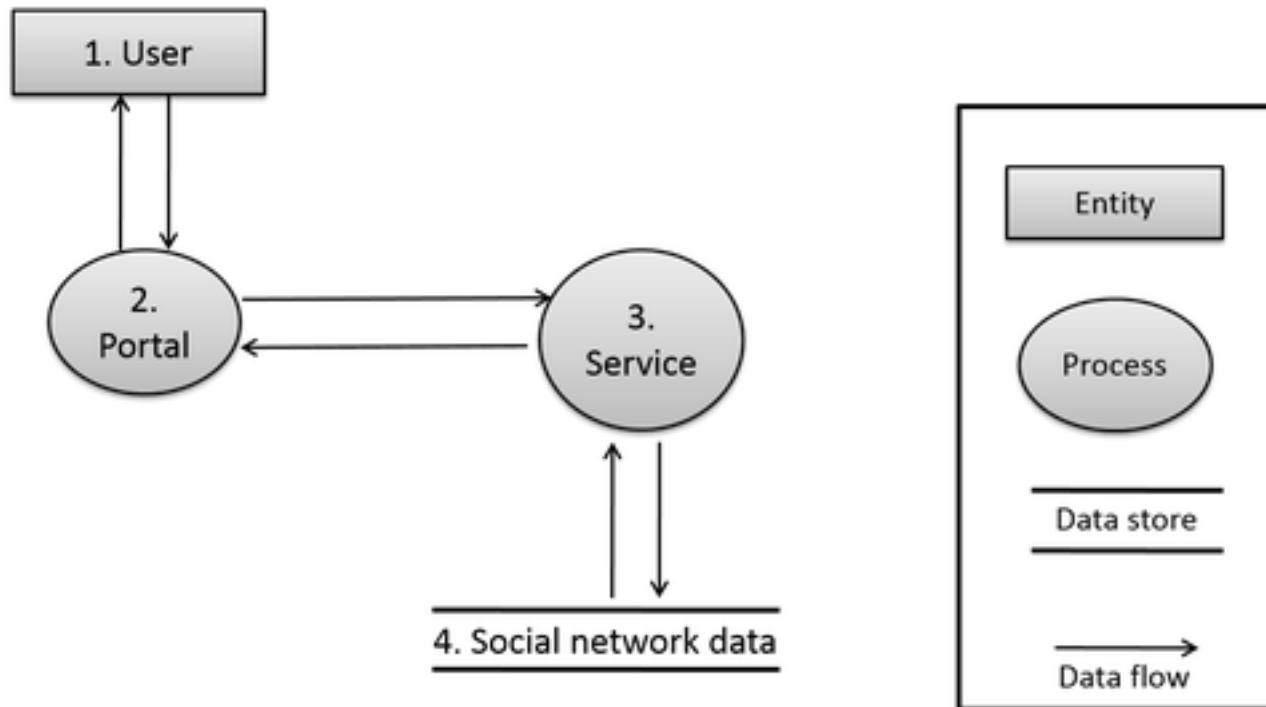 1. User
2.
Portal
3.
Service
4. Social network data
Entity
Process
Data store
Data flow